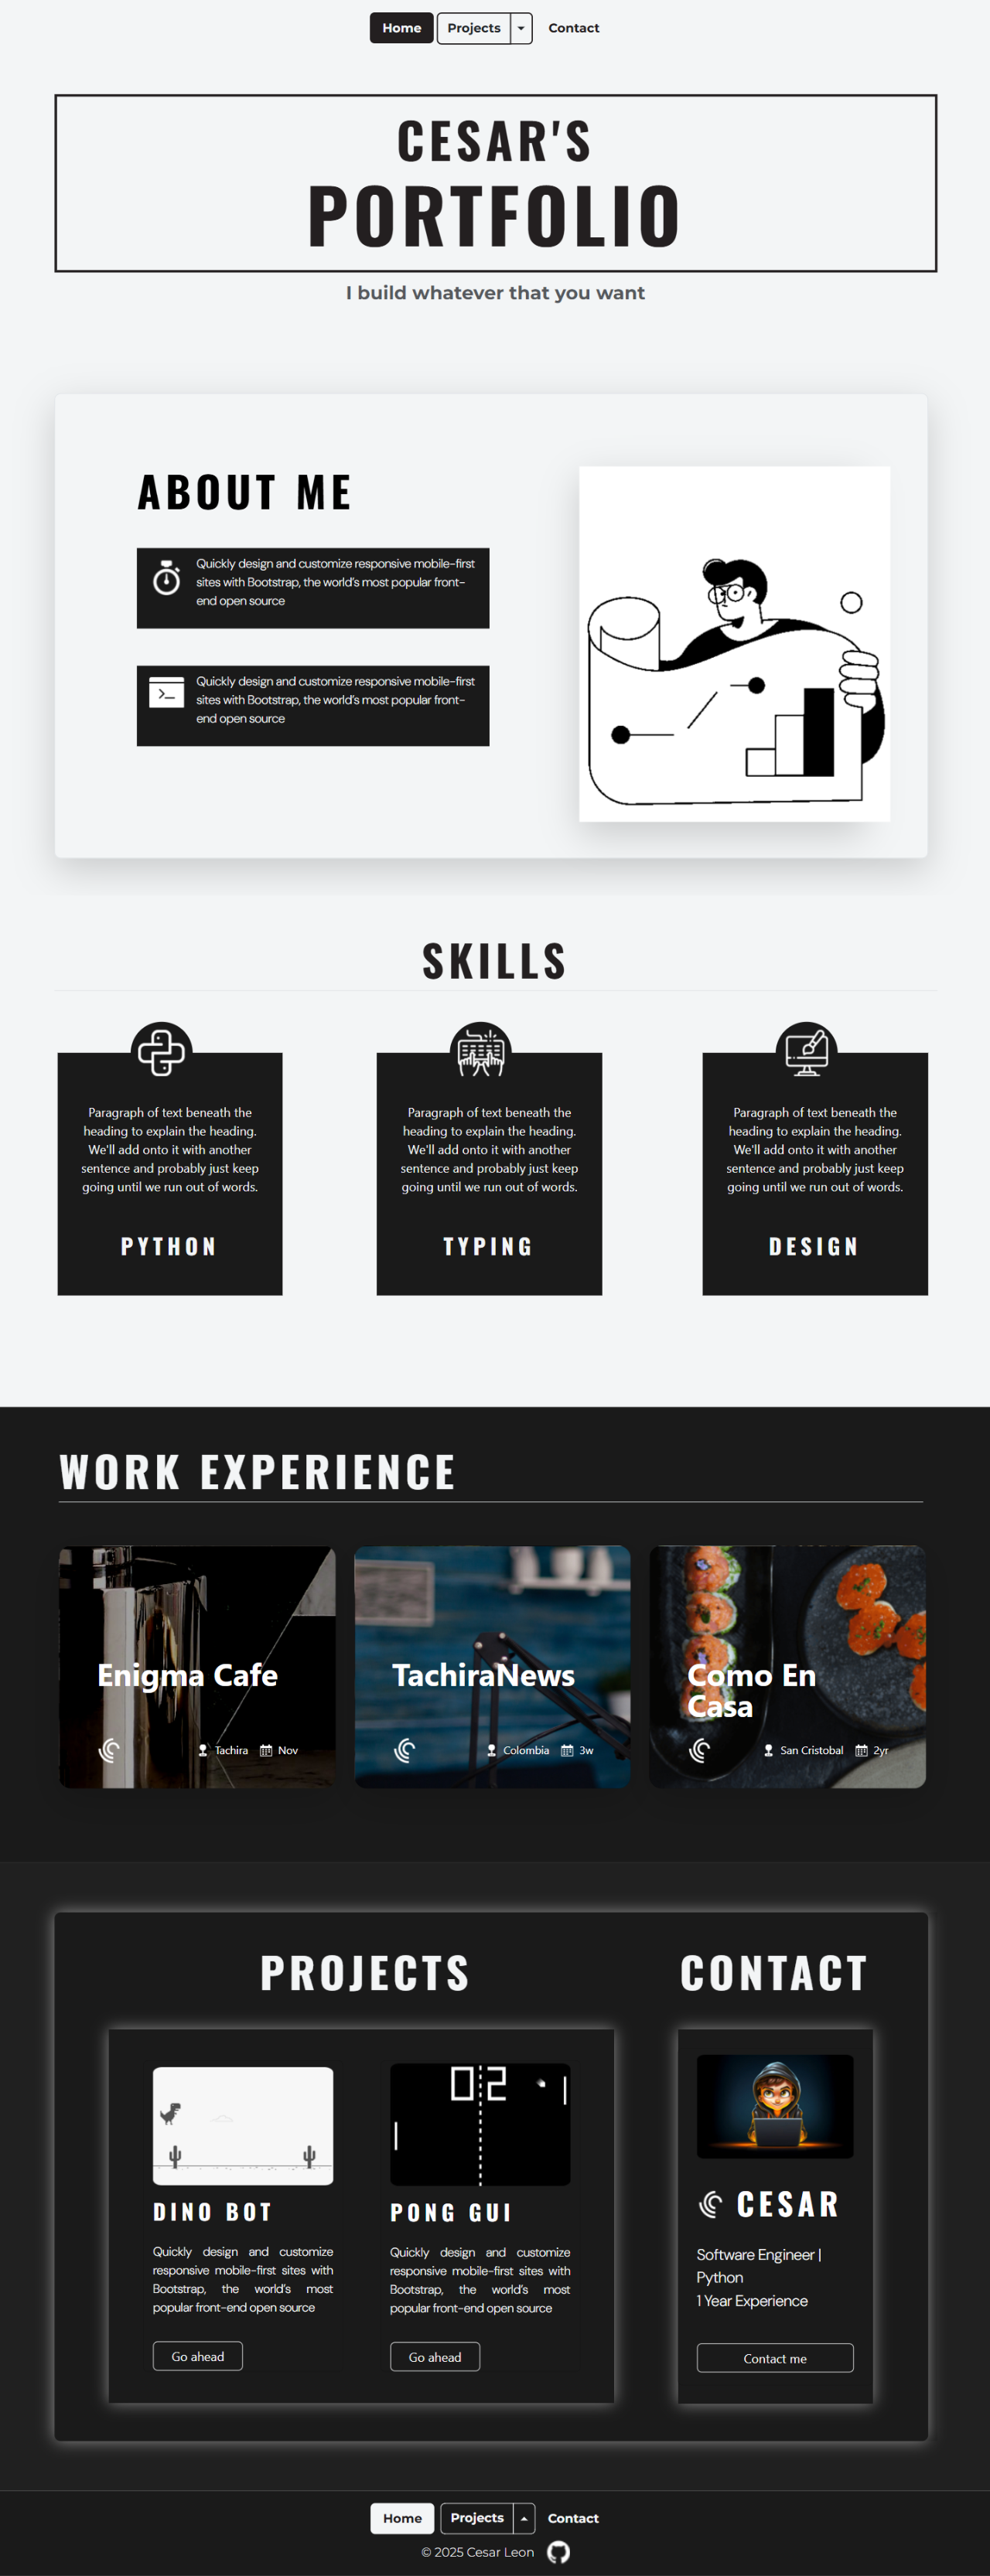 Home Projects Contact
CESAR'S
PORTFOLIO
I build whatever that you want
ABOUT ME
Quickly design and customize responsive mobile-first
sites with Bootstrap, the world's most popular front-
end open source
Quickly design and customize responsive mobile-first
sites with Bootstrap, the world's most popular front-
end open source
SKILLS
Paragraph of text beneath the
heading to explain the heading.
We'll add onto it with another
sentence and probably just keep
going until we run out of words.
PYTHON
Paragraph of text beneath the
heading to explain the heading.
We'll add onto it with another
sentence and probably just keep
going until we run out of words.
TYPING
Paragraph of text beneath the
heading to explain the heading.
We'll add onto it with another
sentence and probably just keep
going until we run out of words.
DESIGN
WORK EXPERIENCE
Enigma Cafe
Tachira Nov
TachiraNews
Colombia 3w
Como En
Casa
San Cristobal 2yr
PROJECTS
DINO BOT
Quickly design and customize
responsive mobile-first sites with
Bootstrap, the world's most
popular front-end open source
Go ahead
02
PONG GUI
Quickly design and customize
responsive mobile-first sites with
Bootstrap, the world's most
popular front-end open source
Go ahead
CONTACT
CESAR
Software Engineer |
Python
1 Year Experience
Contact me
Home Projects Contact
© 2025 Cesar Leon